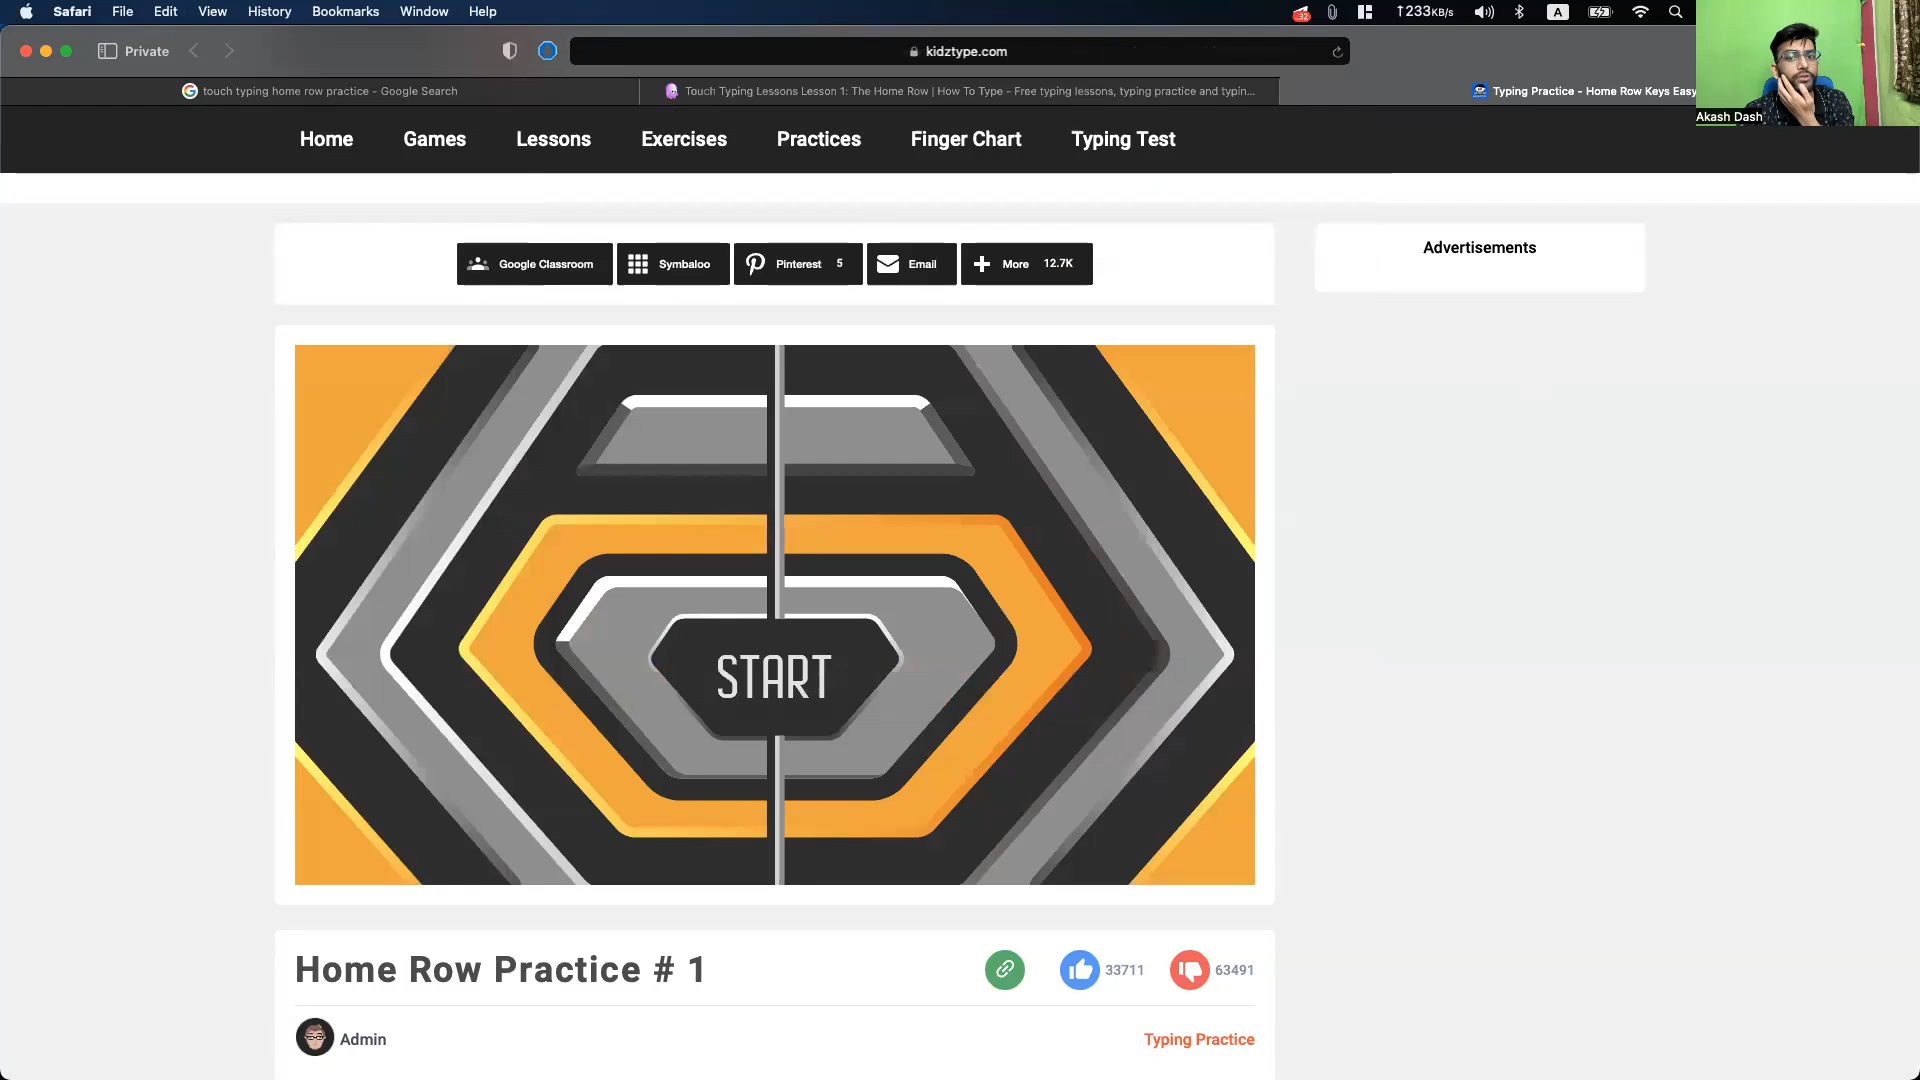 Safari File Edit View History Bookmarks Window Help
32 ↑233KB/s A
Private kidztype.com
touch typing home row practice - Google Search
Touch Typing Lessons Lesson 1: The Home Row | How To Type - Free typing lessons, typing practice and typin...
Typing Practice - Home Row Keys Easy
Akash Dash
Home Games Lessons Exercises Practices Finger Chart Typing Test
Google Classroom Symbaloo Pinterest 5 Email More 12.7K
Advertisements
START
Home Row Practice # 1
33711 63491
Admin
Typing Practice